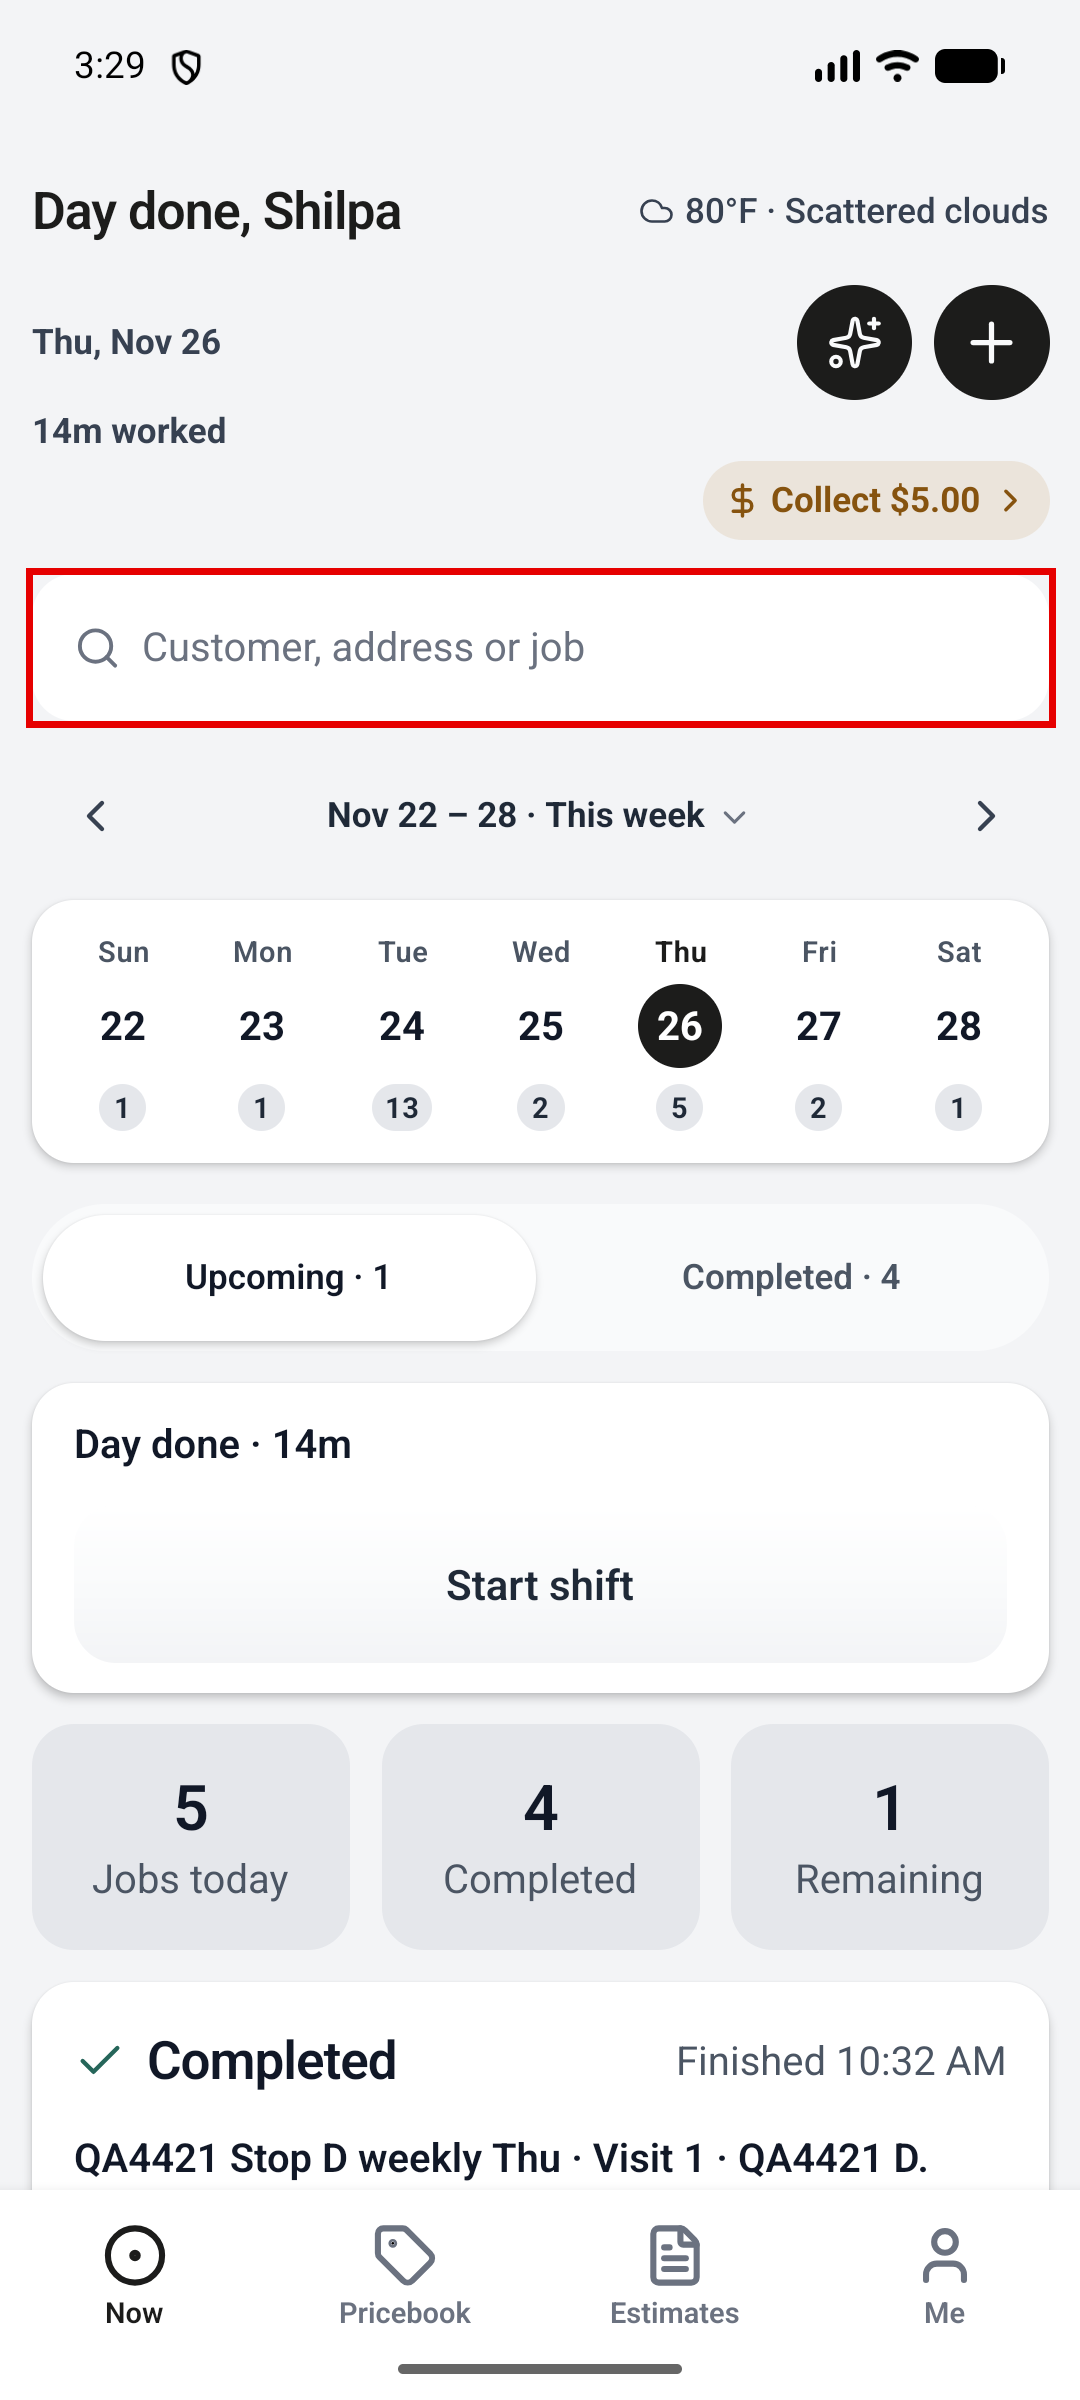 3:29
Day done, Shilpa
80°F · Scattered clouds
Thu, Nov 26
14m worked
$ Collect $5.00
Customer, address or job
Nov 22 – 28 · This week
Sun Mon Tue Wed Thu Fri Sat
22 23 24 25 26 27 28
1 1 13 2 5 2 1
Upcoming · 1
Completed · 4
Day done · 14m
Start shift
5 4 1
Jobs today Completed Remaining
Completed
Finished 10:32 AM
QA4421 Stop D weekly Thu · Visit 1 · QA4421 D.
Now Pricebook Estimates Me